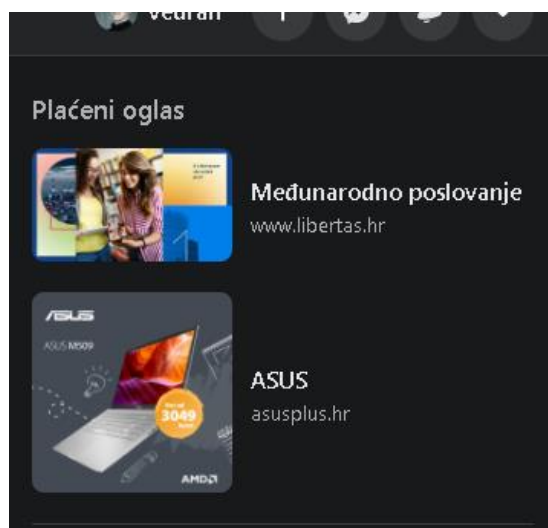 Vedran
Plaćeni oglas
Međunarodno poslovanje
www.libertas.hr
ASUS
ASUS M509
3049
AMD
ASUS
asusplus.hr